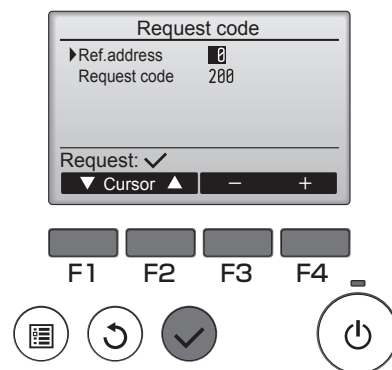 Request code
Ref.address 0
Request code 200
Request: ✓
▼ Cursor ▲ − +
F1 F2 F3 F4